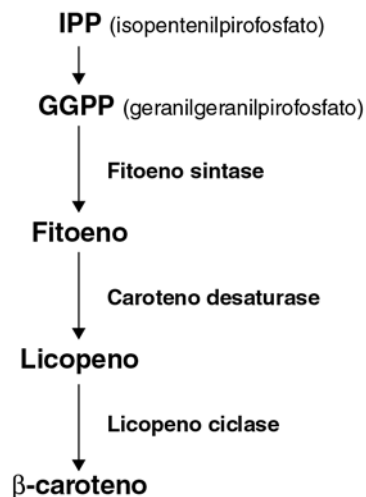 IPP (isopentenilpirofosfato)
GGPP (geranilgeranilpirofosfato)
Fitoeno sintase
Fitoeno
Caroteno desaturase
Licopeno
Licopeno ciclase
β-caroteno